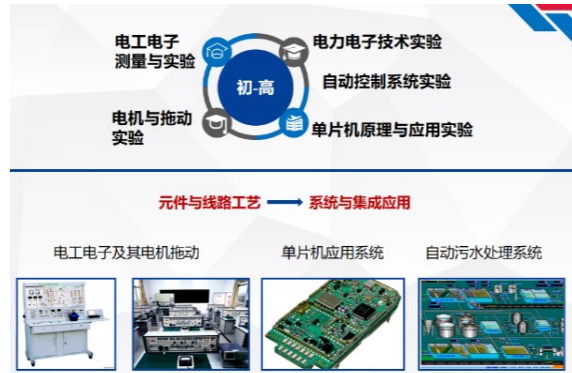 电工电子
测量与实验
电力电子技术实验
初-高
自动控制系统实验
电机与拖动
实验
单片机原理与应用实验
元件与线路工艺
系统与集成应用
电工电子及其电机拖动
单片机应用系统
自动污水处理系统